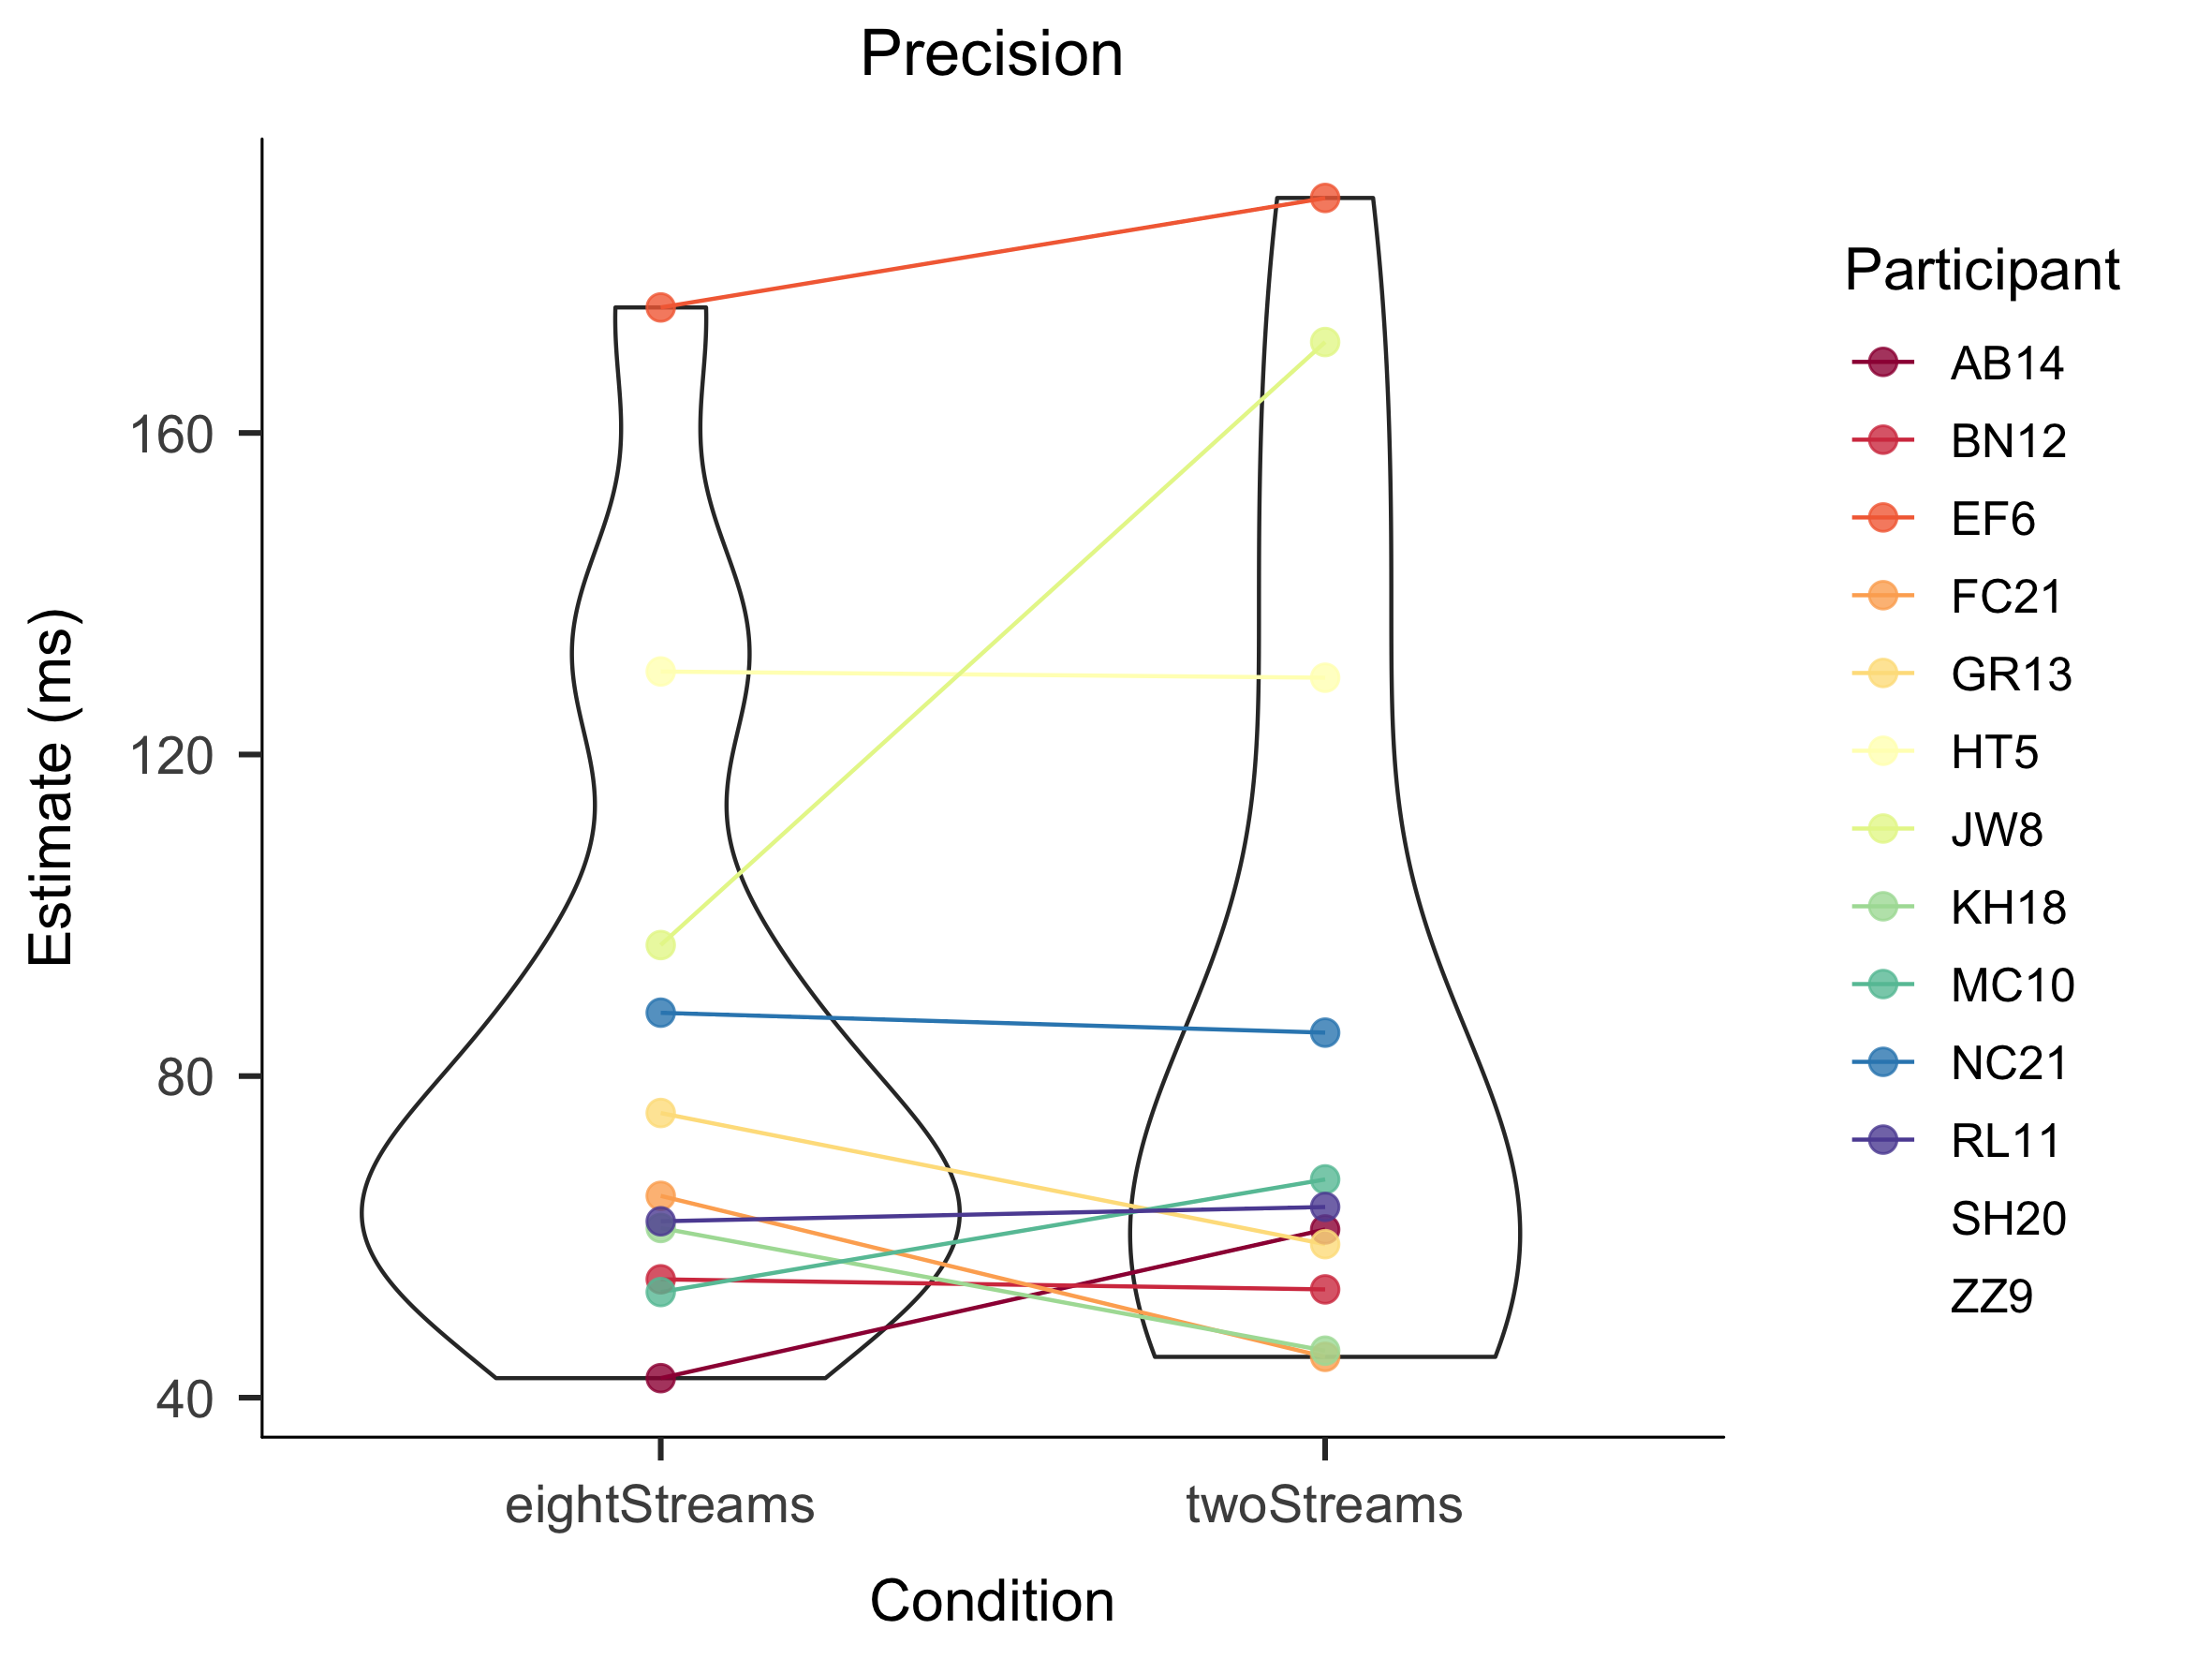 Precision
Estimate (ms)
160
120
80
40
eightStreams
twoStreams
Condition
Participant
AB14
BN12
EF6
FC21
GR13
HT5
JW8
KH18
MC10
NC21
RL11
SH20
ZZ9